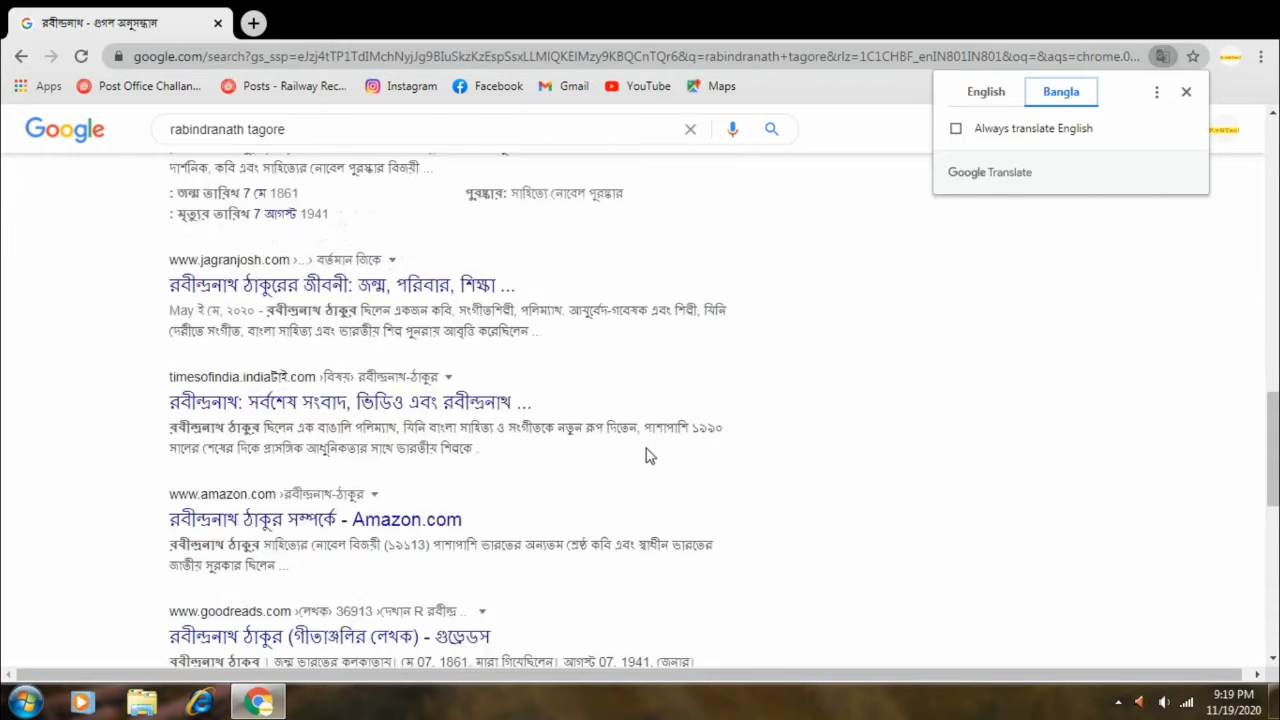 রবীন্দ্রনাথ - গুগল অনুসন্ধান
google.com/search?gs_ssp=eJzj4tTP1TdIMchNyjJg9BIuSkzKzEspSsxLLMlQKElMzy9KBQCnTQr6&q=rabindranath+tagore&rlz=1C1CHBF_enIN801IN801&oq=&aqs=chrome.0...
Apps
Post Office Challan...
Posts - Railway Rec...
Instagram
Facebook
Gmail
YouTube
Maps
English
Bangla
Always translate English
Google Translate
Google
rabindranath tagore
দার্শনিক, কবি এবং সাহিত্যের নোবেল পুরস্কার বিজয়ী ...
: জন্ম তারিখ 7 মে 1861
পুরষ্কার: সাহিত্যে নোবেল পুরষ্কার
: মৃত্যুর তারিখ 7 আগস্ট 1941
www.jagranjosh.com ›...› বর্তমান জিকে
রবীন্দ্রনাথ ঠাকুরের জীবনী: জন্ম, পরিবার, শিক্ষা ...
May ই মে, ২০২০ - রবীন্দ্রনাথ ঠাকুর ছিলেন একজন কবি, সংগীতশিল্পী, পলিম্যাথ. আয়ুর্বেদ-গবেষক এবং শিল্পী, যিনি
দেরীতে সংগীত, বাংলা সাহিত্য এবং ভারতীয় শিল্প পুনরায় আবৃত্তি করেছিলেন ...
timesofindia.indiaটাই.com ›বিষয়› রবীন্দ্রনাথ-ঠাকুর
রবীন্দ্রনাথ: সর্বশেষ সংবাদ, ভিডিও এবং রবীন্দ্রনাথ ...
রবীন্দ্রনাথ ঠাকুর ছিলেন এক বাঙালি পলিম্যাথ, যিনি বাংলা সাহিত্য ও সংগীতকে নতুন রূপ দিতেন, পাশাপাশি ১৯৯০
সালের শেষের দিকে প্রাসঙ্গিক আধুনিকতার সাথে ভারতীয় শিল্পকে .
www.amazon.com ›রবীন্দ্রনাথ-ঠাকুর
রবীন্দ্রনাথ ঠাকুর সম্পর্কে - Amazon.com
রবীন্দ্রনাথ ঠাকুর সাহিত্যের নোবেল বিজয়ী (১৯113) পাশাপাশি ভারতের অন্যতম শ্রেষ্ঠ কবি এবং স্বাধীন ভারতের
জাতীয় সুরকার ছিলেন ...
www.goodreads.com ›লেখক› 36913 ›দেখান R রবীন্দ্র ..
রবীন্দ্রনাথ ঠাকুর (গীতাঞ্জলির লেখক) - গুড্রেডস
রবীন্দ্রনাথ ঠাকুর । জন্ম ভারতের কলকাতায়। মে 07, 1861. মারা গিয়েছিলেন। আগস্ট 07, 1941. জেনার।
9:19 PM
11/19/2020